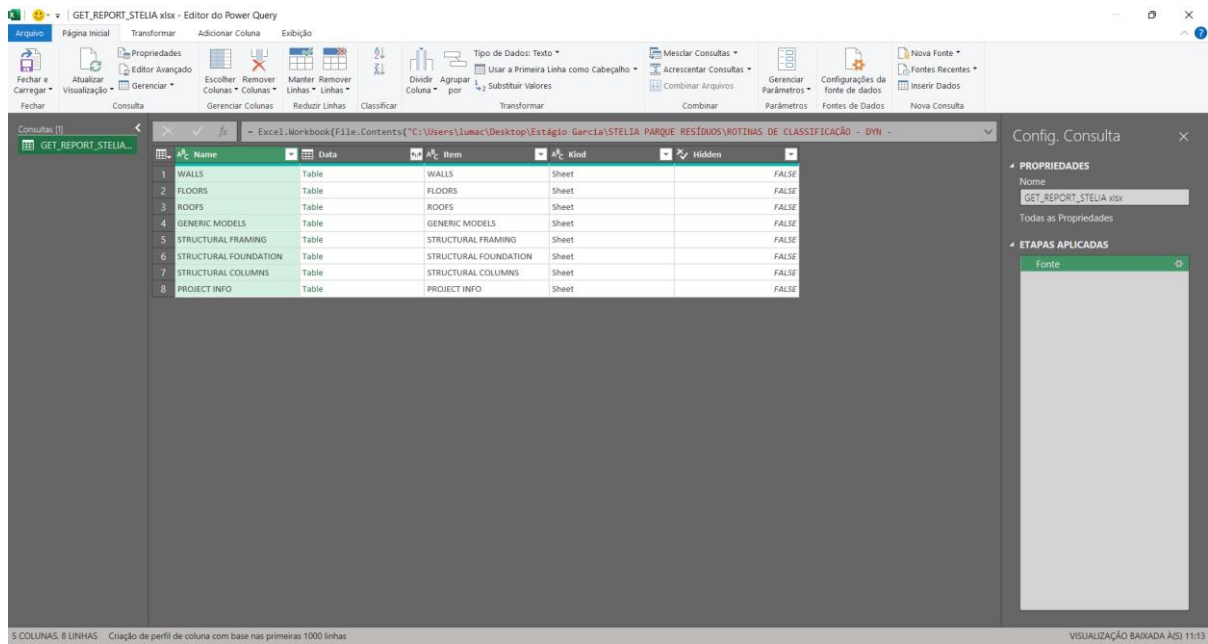 GET_REPORT_STELIA xlsx - Editor do Power Query
Arquivo Página Inicial Transformar Adicionar Coluna Exibição
Fechar e Carregar
Atualizar Visualização
Propriedades
Editor Avançado
Gerenciar
Escolher Colunas
Remover Colunas
Manter Linhas
Remover Linhas
Dividir Coluna
Agrupar por
Tipo de Dados: Texto
Usar a Primeira Linha como Cabeçalho
Substituir Valores
Mesclar Consultas
Acrescentar Consultas
Combinar Arquivos
Gerenciar Parâmetros
Configurações da fonte de dados
Nova Fonte
Fontes Recentes
Inserir Dados
Fechar Consulta Gerenciar Colunas Reduzir Linhas Classificar Transformar Combinar Parâmetros Fontes de Dados Nova Consulta
Consultas [1]
GET_REPORT_STELIA...
= Excel.Workbook(File.Contents("C:\Users\lumac\Desktop\Estágio Garcia\STELIA PARQUE RESÍDUOS\ROTINAS DE CLASSIFICAÇÃO - DYN -
Name Data Item Kind Hidden
1 WALLS Table WALLS Sheet FALSE
2 FLOORS Table FLOORS Sheet FALSE
3 ROOFS Table ROOFS Sheet FALSE
4 GENERIC MODELS Table GENERIC MODELS Sheet FALSE
5 STRUCTURAL FRAMING Table STRUCTURAL FRAMING Sheet FALSE
6 STRUCTURAL FOUNDATION Table STRUCTURAL FOUNDATION Sheet FALSE
7 STRUCTURAL COLUMNS Table STRUCTURAL COLUMNS Sheet FALSE
8 PROJECT INFO Table PROJECT INFO Sheet FALSE
Config. Consulta
PROPRIEDADES
Nome
GET_REPORT_STELIA xlsx
Todas as Propriedades
ETAPAS APLICADAS
Fonte
5 COLUNAS, 8 LINHAS Criação de perfil de coluna com base nas primeiras 1000 linhas
VISUALIZAÇÃO BAIXADA À(S) 11:13